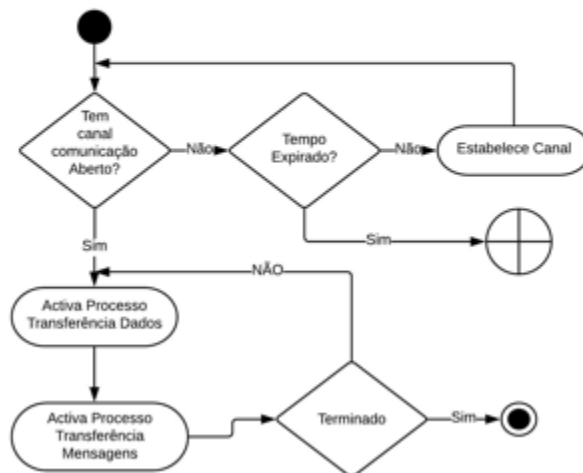 Tem
canal
comunicação
Aberto?
Não
Tempo
Expirado?
Não
Estabelece Canal
Sim
Sim
NÃO
Activa Processo
Transferência Dados
Activa Processo
Transferência
Mensagens
Terminado
Sim